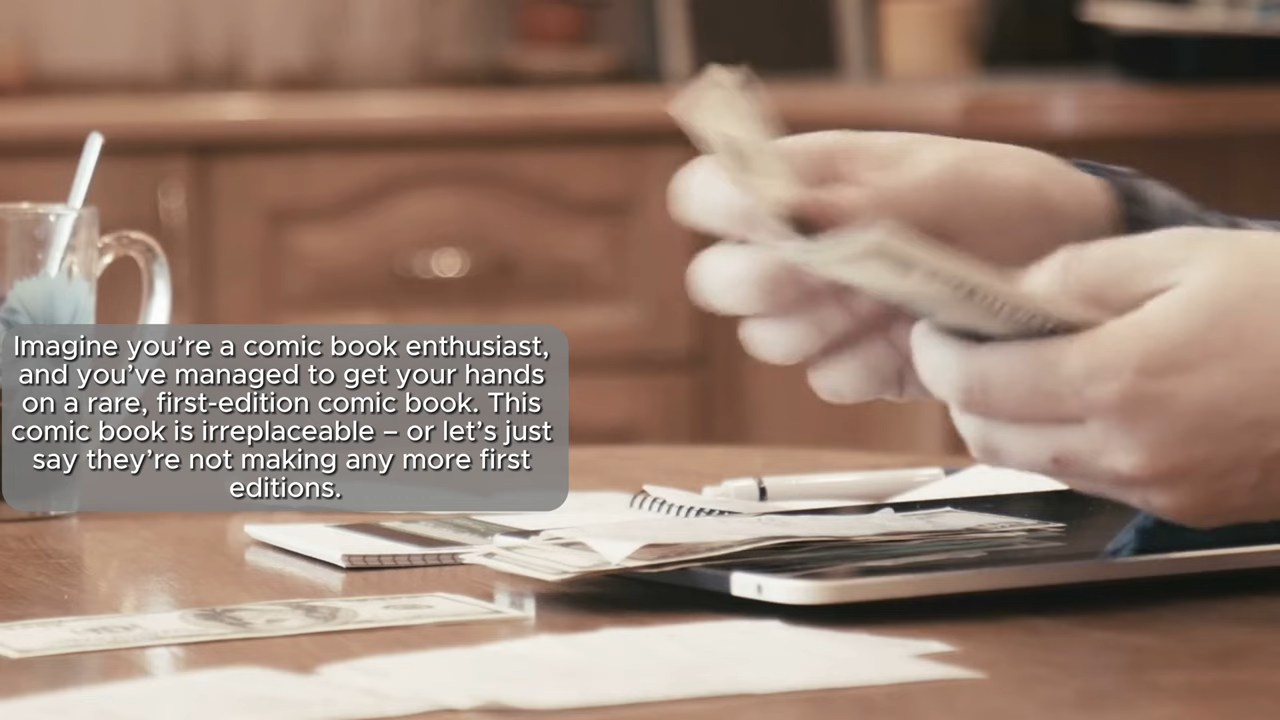 Imagine you're a comic book enthusiast,
and you've managed to get your hands
on a rare, first-edition comic book. This
comic book is irreplaceable – or let's just
say they're not making any more first
editions.